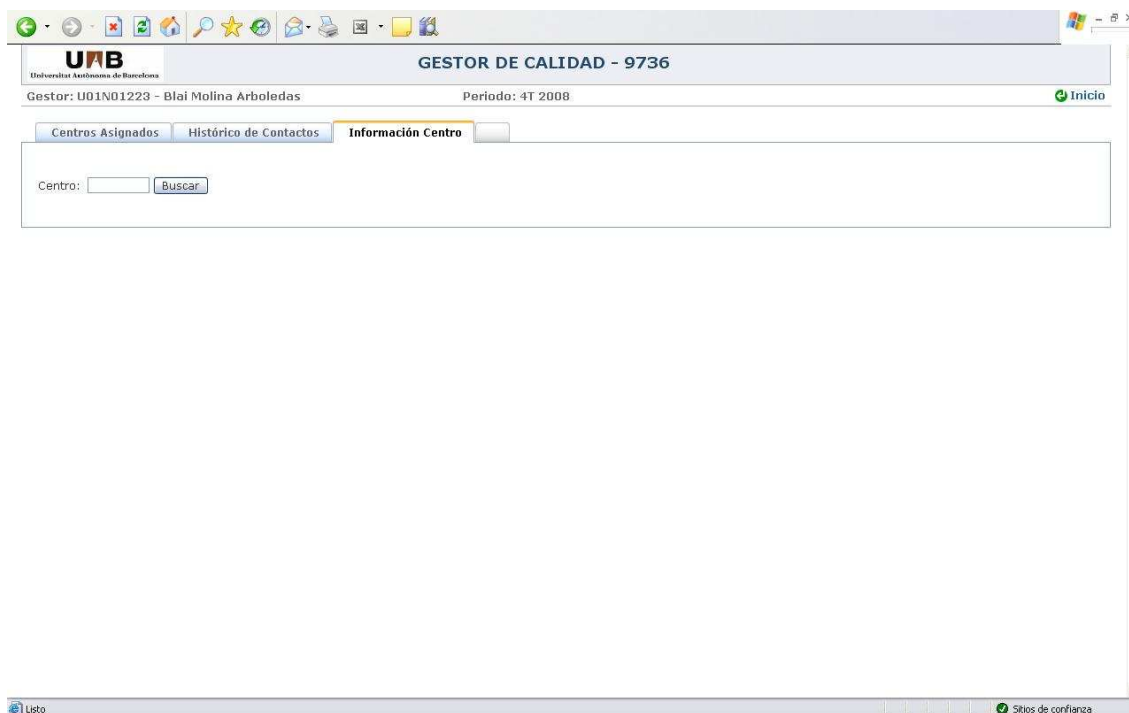 UAB
Universitat Autònoma de Barcelona
GESTOR DE CALIDAD - 9736
Gestor: U01N01223 - Blai Molina Arboledas Periodo: 4T 2008 Inicio
Centros Asignados Histórico de Contactos Información Centro
Centro: Buscar
Listo Sitios de confianza